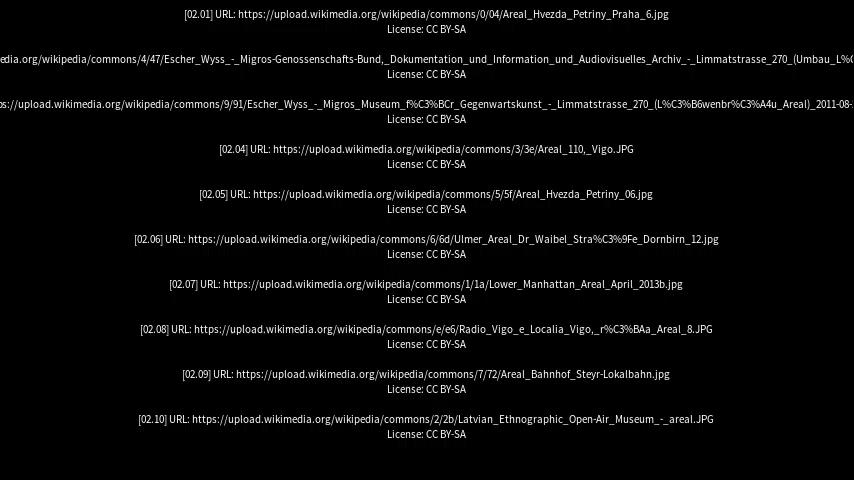 [02.01] URL: https://upload.wikimedia.org/wikipedia/commons/0/04/Areal_Hvezda_Petriny_Praha_6.jpg
License: CC BY-SA
edia.org/wikipedia/commons/4/47/Escher_Wyss_-_Migros-Genossenschafts-Bund,_Dokumentation_und_Information_und_Audiovisuelles_Archiv_-_Limmatstrasse_270_(Umbau_L%C
License: CC BY-SA
ps://upload.wikimedia.org/wikipedia/commons/9/91/Escher_Wyss_-_Migros_Museum_f%C3%BCr_Gegenwartskunst_-_Limmatstrasse_270_(L%C3%B6wenbr%C3%A4u_Areal)_2011-08-
License: CC BY-SA
[02.04] URL: https://upload.wikimedia.org/wikipedia/commons/3/3e/Areal_110,_Vigo.JPG
License: CC BY-SA
[02.05] URL: https://upload.wikimedia.org/wikipedia/commons/5/5f/Areal_Hvezda_Petriny_06.jpg
License: CC BY-SA
[02.06] URL: https://upload.wikimedia.org/wikipedia/commons/6/6d/Ulmer_Areal_Dr_Waibel_Stra%C3%9Fe_Dornbirn_12.jpg
License: CC BY-SA
[02.07] URL: https://upload.wikimedia.org/wikipedia/commons/1/1a/Lower_Manhattan_Areal_April_2013b.jpg
License: CC BY-SA
[02.08] URL: https://upload.wikimedia.org/wikipedia/commons/e/e6/Radio_Vigo_e_Localia_Vigo,_r%C3%BAa_Areal_8.JPG
License: CC BY-SA
[02.09] URL: https://upload.wikimedia.org/wikipedia/commons/7/72/Areal_Bahnhof_Steyr-Lokalbahn.jpg
License: CC BY-SA
[02.10] URL: https://upload.wikimedia.org/wikipedia/commons/2/2b/Latvian_Ethnographic_Open-Air_Museum_-_areal.JPG
License: CC BY-SA